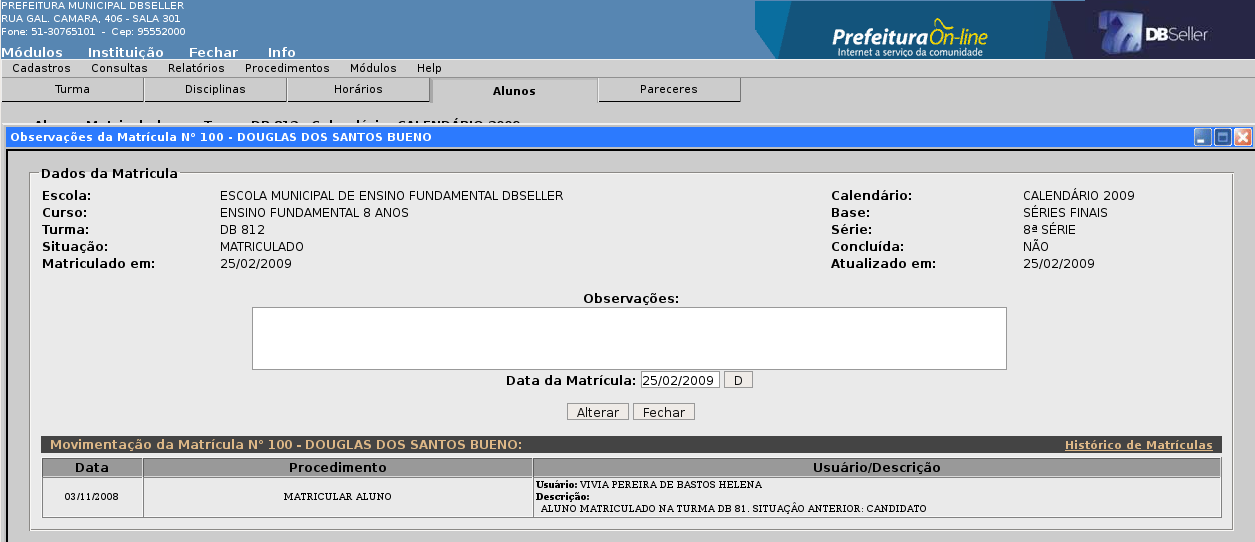 PREFEITURA MUNICIPAL DBSELLER
RUA GAL. CAMARA, 406 - SALA 301
Fone: 51-30765101 - Cep: 95552000
PrefeituraOn-line
Internet a serviço da comunidade
DBSeller
Módulos Instituição Fechar Info
Cadastros Consultas Relatórios Procedimentos Módulos Help
Turma Disciplinas Horários Alunos Pareceres
Observações da Matrícula N° 100 - DOUGLAS DOS SANTOS BUENO
Dados da Matricula
Escola: ESCOLA MUNICIPAL DE ENSINO FUNDAMENTAL DBSELLER Calendário: CALENDÁRIO 2009
Curso: ENSINO FUNDAMENTAL 8 ANOS Base: SÉRIES FINAIS
Turma: DB 812 Série: 8ª SÉRIE
Situação: MATRICULADO Concluída: NÃO
Matriculado em: 25/02/2009 Atualizado em: 25/02/2009
Observações:
Data da Matrícula: 25/02/2009 D
Alterar Fechar
Movimentação da Matrícula N° 100 - DOUGLAS DOS SANTOS BUENO: Histórico de Matrículas
Data Procedimento Usuário/Descrição
03/11/2008 MATRICULAR ALUNO Usuário: VIVIA PEREIRA DE BASTOS HELENA
Descrição:
ALUNO MATRICULADO NA TURMA DB 81. SITUAÇÂO ANTERIOR: CANDIDATO